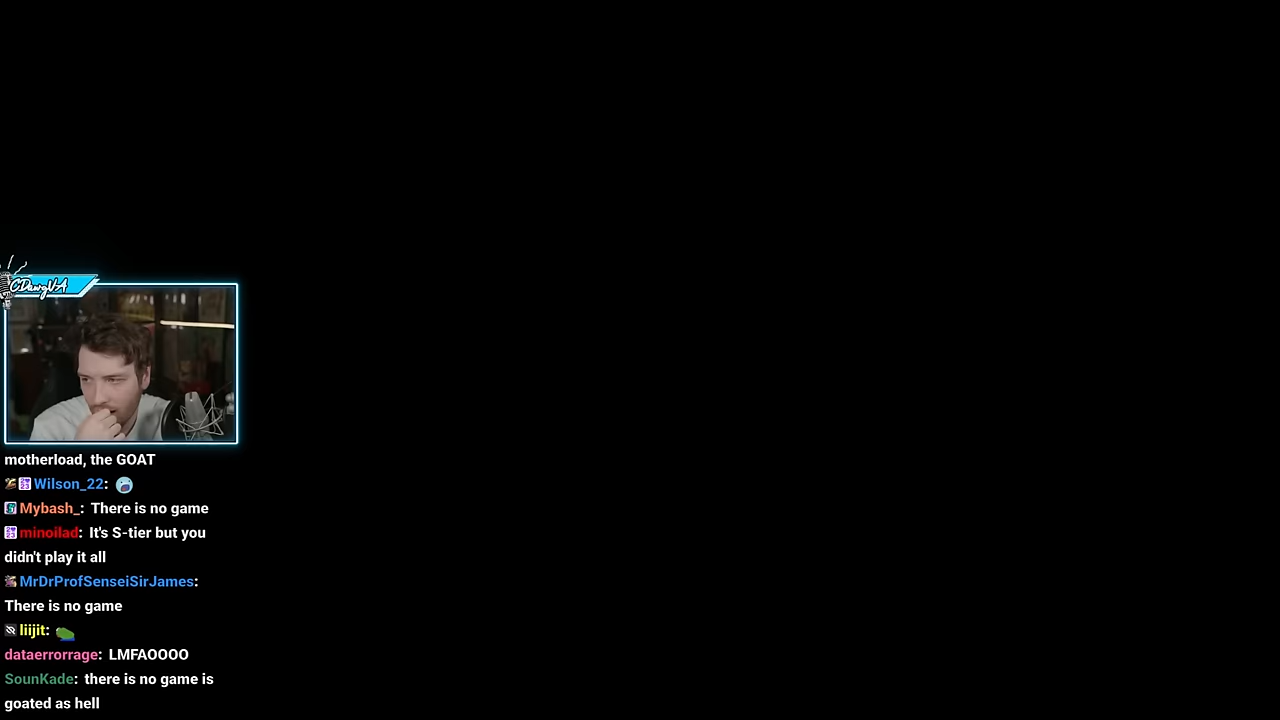 CDawgVA
motherload, the GOAT
Wilson_22:
Mybash_: There is no game
minoilad: It's S-tier but you
didn't play it all
MrDrProfSenseiSirJames:
There is no game
liijit:
dataerrorrage: LMFAOOOO
SounKade: there is no game is
goated as hell